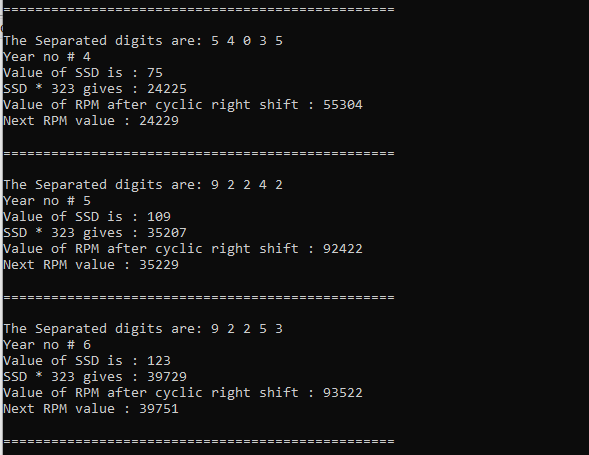 =================================================
The Separated digits are: 5 4 0 3 5
Year no # 4
Value of SSD is : 75
SSD * 323 gives : 24225
Value of RPM after cyclic right shift : 55304
Next RPM value : 24229
=================================================
The Separated digits are: 9 2 2 4 2
Year no # 5
Value of SSD is : 109
SSD * 323 gives : 35207
Value of RPM after cyclic right shift : 92422
Next RPM value : 35229
=================================================
The Separated digits are: 9 2 2 5 3
Year no # 6
Value of SSD is : 123
SSD * 323 gives : 39729
Value of RPM after cyclic right shift : 93522
Next RPM value : 39751
=================================================